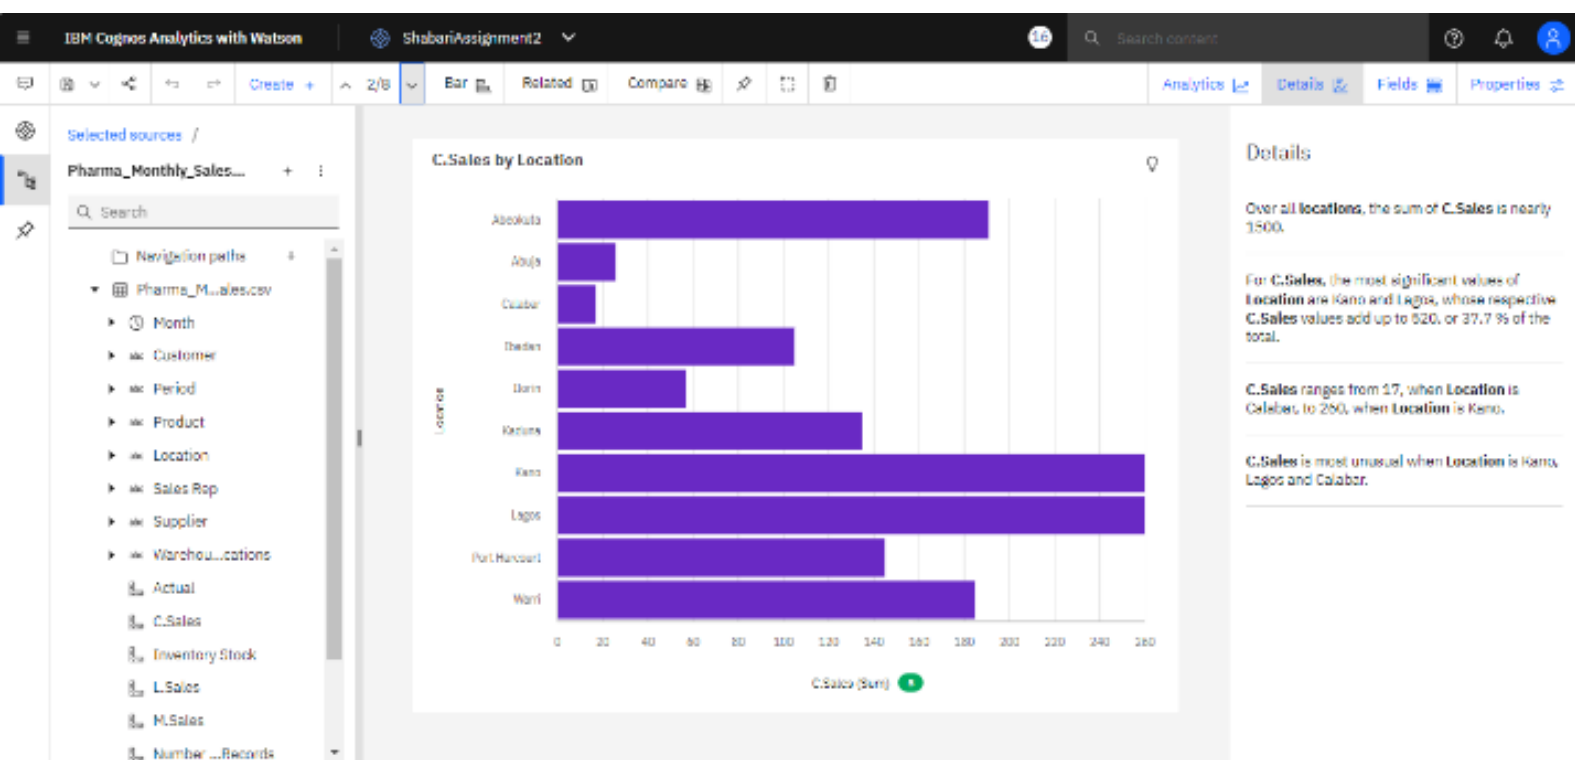 IBM Cognos Analytics with Watson
ShabariAssignment2
16
Search content
Create +
2/8
Bar
Related
Compare
Analytics
Details
Fields
Properties
Selected sources /
Pharma_Monthly_Sales...
Search
Navigation paths
Pharma_M...ales.csv
Month
abc Customer
abc Period
abc Product
abc Location
abc Sales Rep
abc Supplier
abc Warehou...cations
Actual
C.Sales
Inventory Stock
L.Sales
M.Sales
Number ...Records
C.Sales by Location
Location
Abeokuta
Abuja
Calabar
Ibadan
Ilorin
Kaduna
Kano
Lagos
Port Harcourt
Warri
0 20 40 60 80 100 120 140 160 180 200 220 240 260
C.Sales (Sum)
Details
Over all locations, the sum of C.Sales is nearly
1500.
For C.Sales, the most significant values of
Location are Kano and Lagos, whose respective
C.Sales values add up to 520, or 37.7 % of the
total.
C.Sales ranges from 17, when Location is
Calabar, to 260, when Location is Kano.
C.Sales is most unusual when Location is Kano,
Lagos and Calabar.